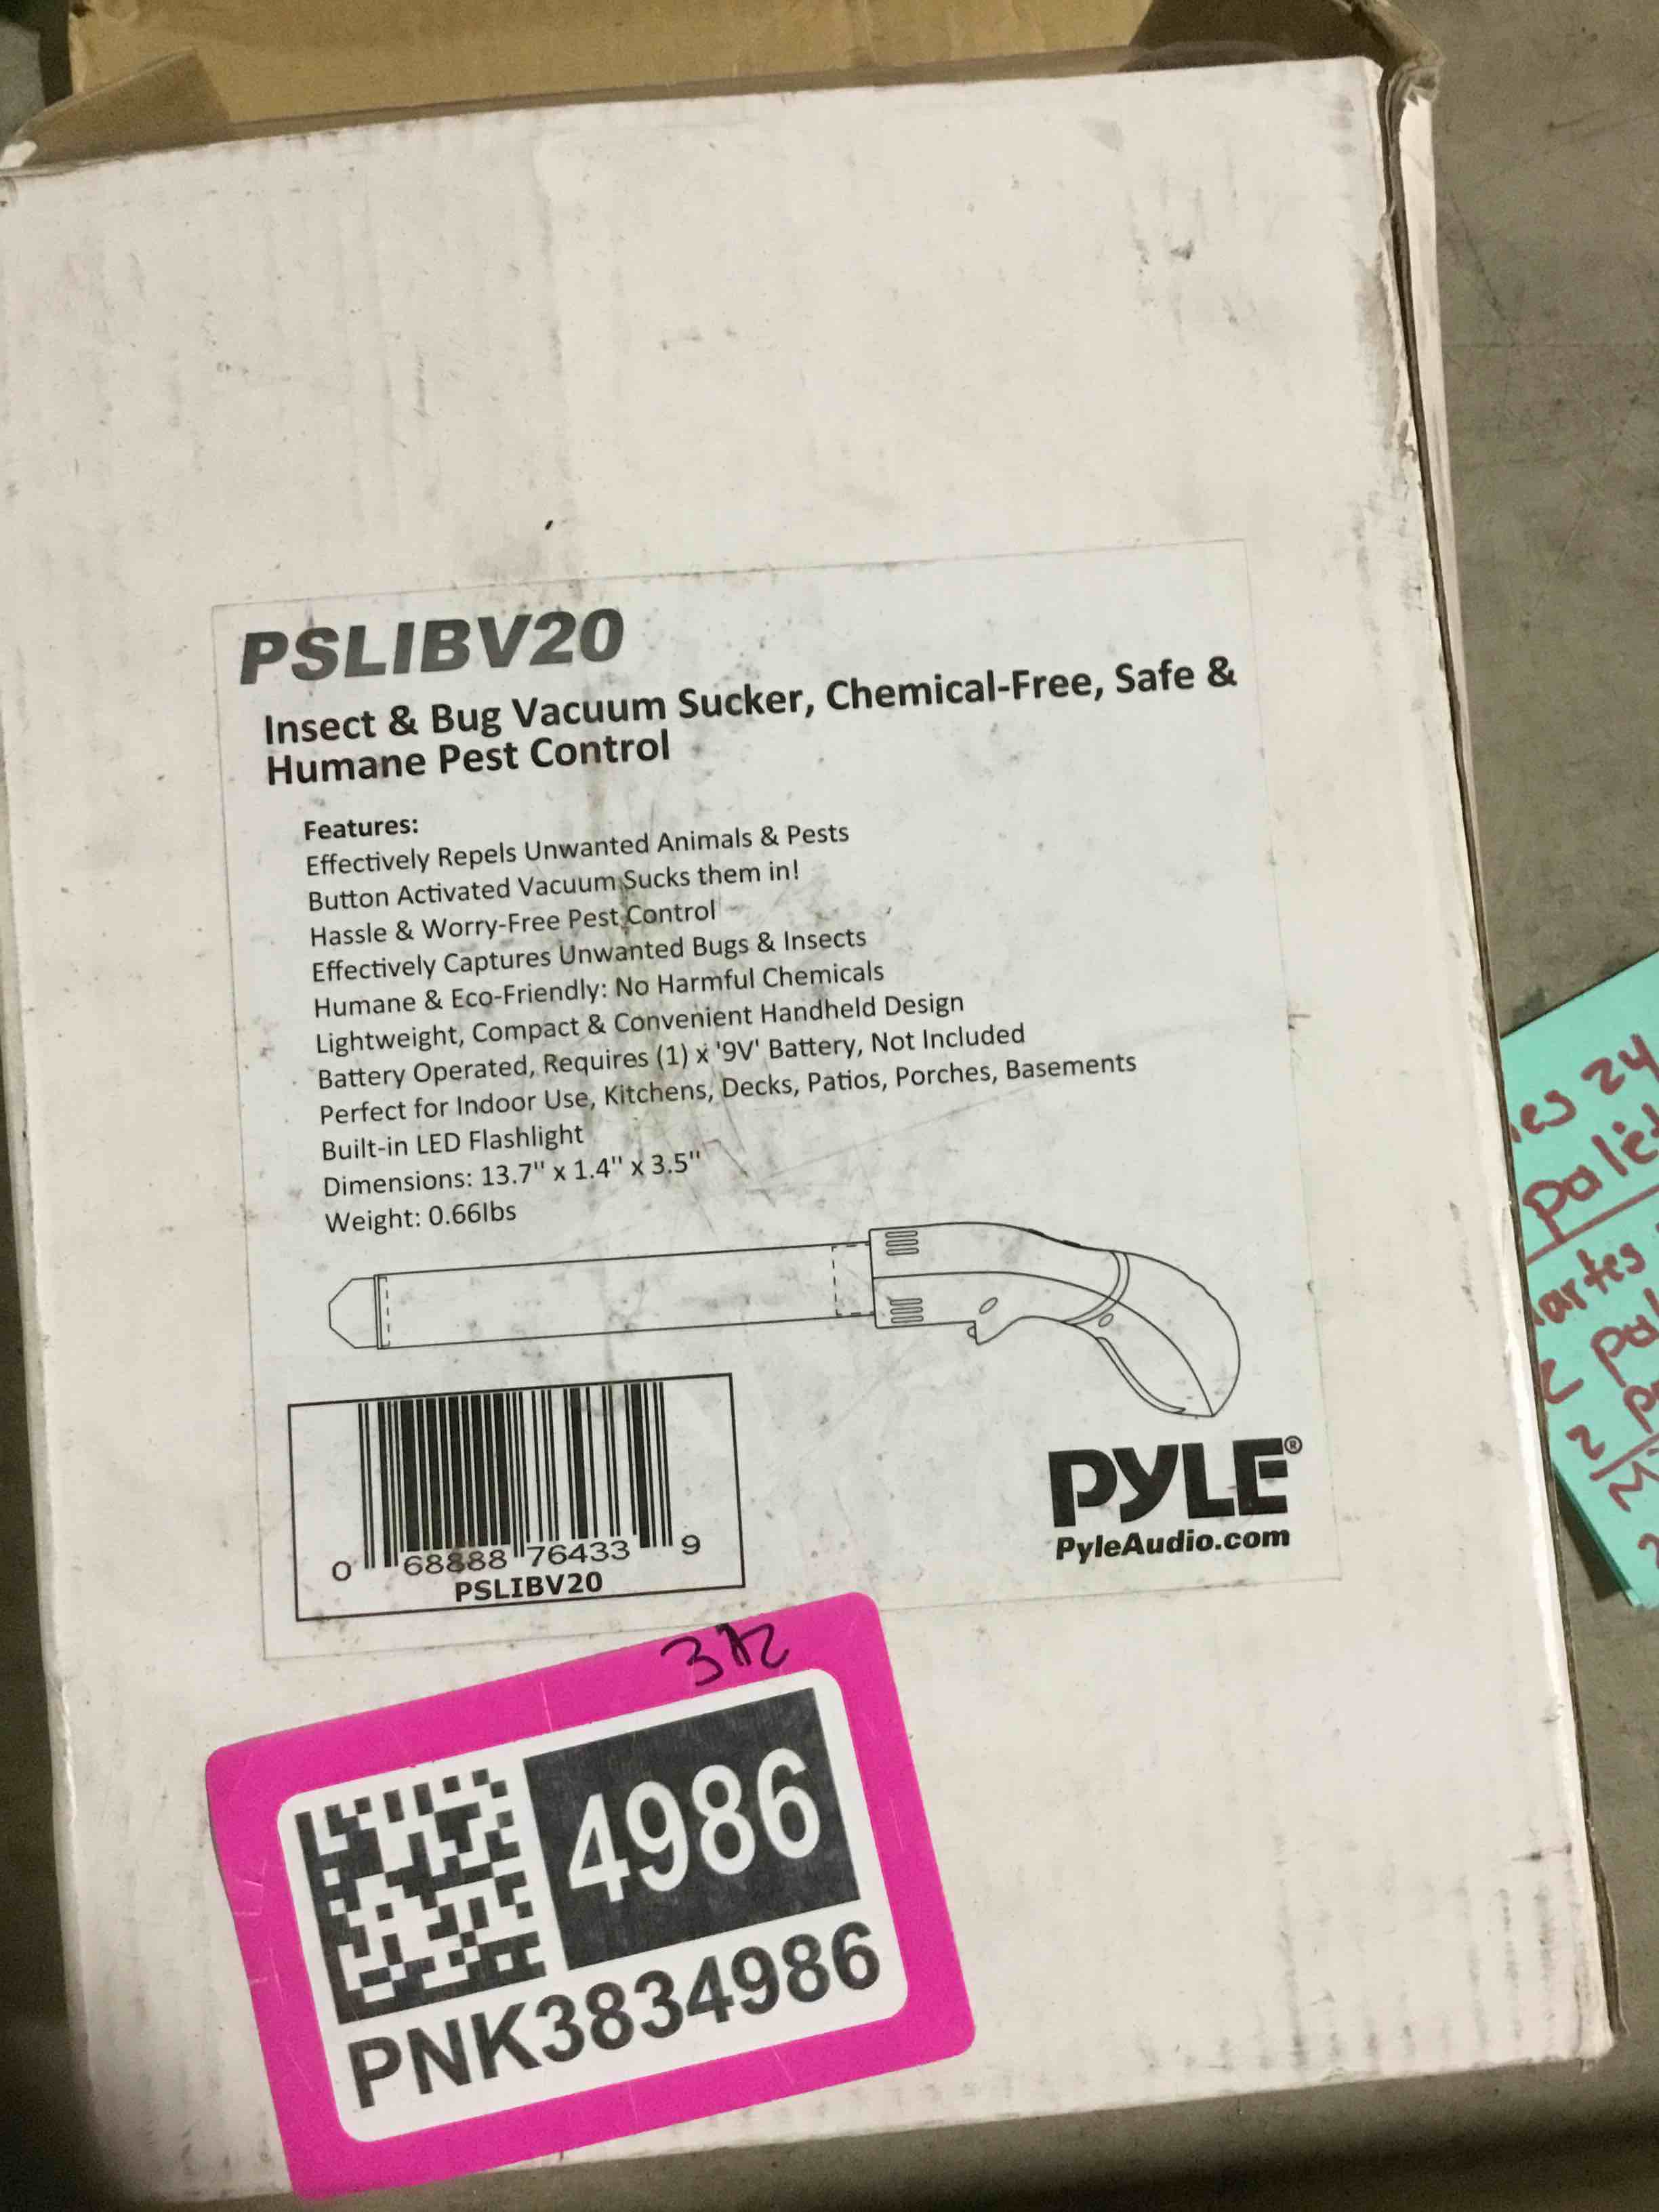 PSLIBV20
Insect & Bug Vacuum Sucker, Chemical-Free, Safe &
Humane Pest Control
Features:
Effectively Repels Unwanted Animals & Pests
Button Activated Vacuum Sucks them in!
Hassle & Worry-Free Pest Control
Effectively Captures Unwanted Bugs & Insects
Humane & Eco-Friendly: No Harmful Chemicals
Lightweight, Compact & Convenient Handheld Design
Battery Operated, Requires (1) x '9V' Battery, Not Included
Perfect for Indoor Use, Kitchens, Decks, Patios, Porches, Basements
Built-in LED Flashlight
Dimensions: 13.7" x 1.4" x 3.5"
Weight: 0.66lbs
0 68888 76433 9
PSLIBV20
PYLE®
PyleAudio.com
4986
PNK3834986
24
2